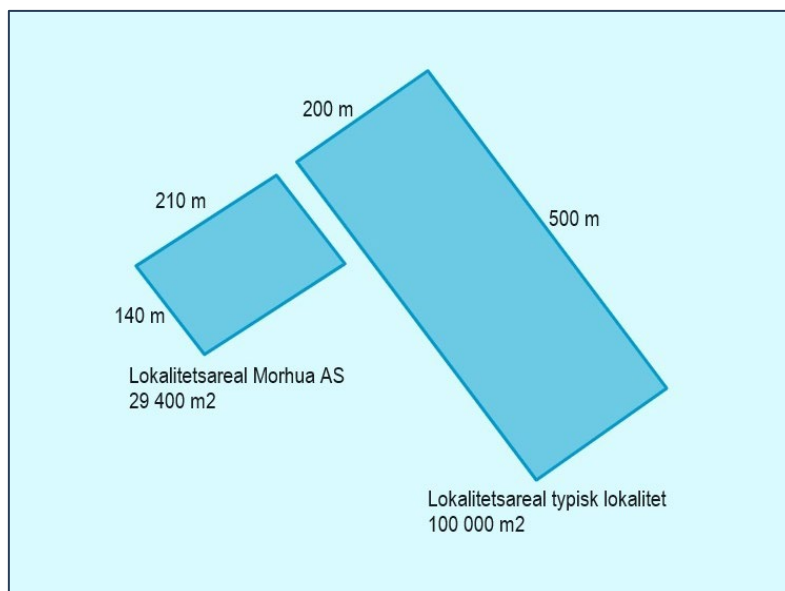 200 m
210 m
500 m
140 m
Lokalitetsareal Morhua AS
29 400 m2
Lokalitetsareal typisk lokalitet
100 000 m2